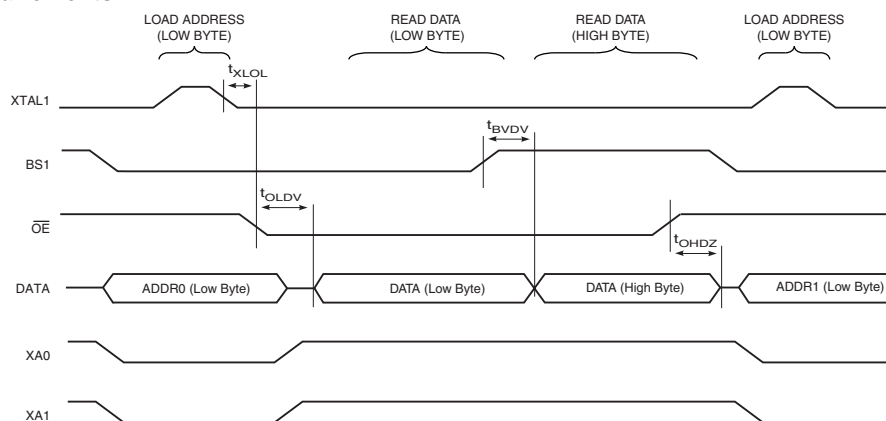 LOAD ADDRESS
(LOW BYTE)
READ DATA
(LOW BYTE)
READ DATA
(HIGH BYTE)
LOAD ADDRESS
(LOW BYTE)
tXLOL
XTAL1
tBVDV
BS1
tOLDV
OE
tOHDZ
DATA
ADDR0 (Low Byte)
DATA (Low Byte)
DATA (High Byte)
ADDR1 (Low Byte)
XA0
XA1